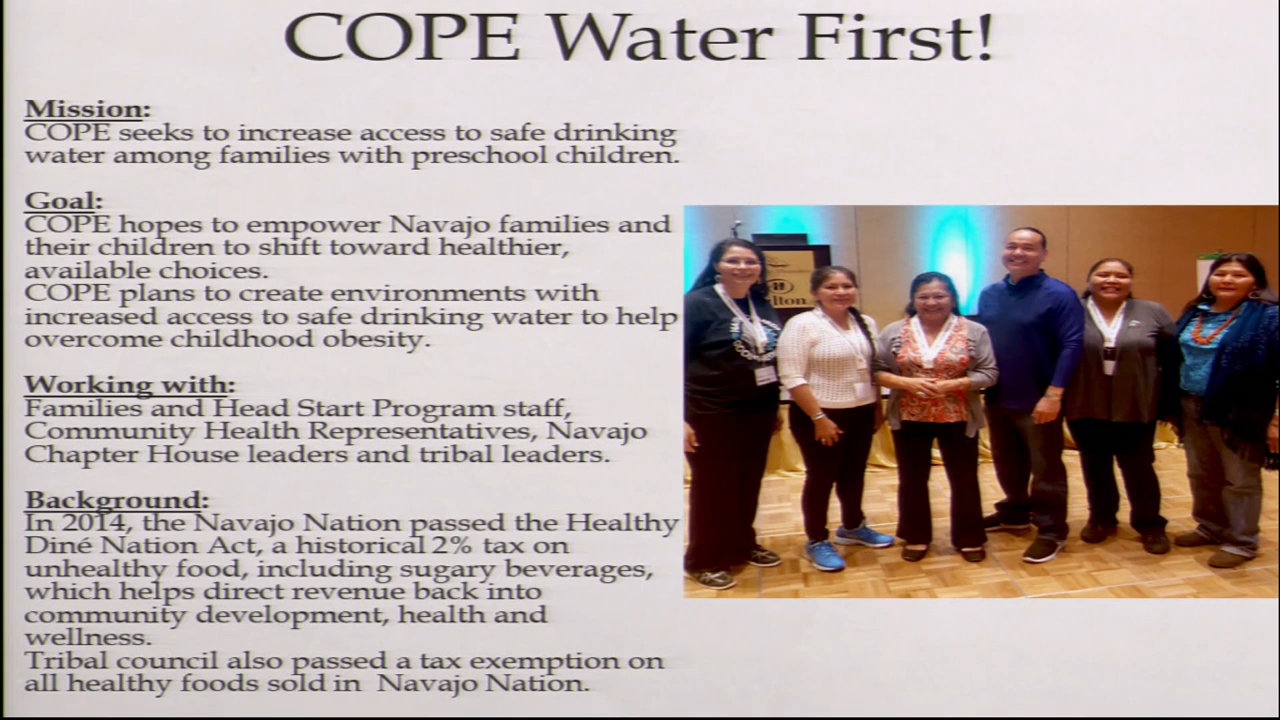 COPE Water First!
Mission:
COPE seeks to increase access to safe drinking
water among families with preschool children.
Goal:
COPE hopes to empower Navajo families and
their children to shift toward healthier,
available choices.
COPE plans to create environments with
increased access to safe drinking water to help
overcome childhood obesity.
Working with:
Families and Head Start Program staff,
Community Health Representatives, Navajo
Chapter House leaders and tribal leaders.
Background:
In 2014, the Navajo Nation passed the Healthy
Diné Nation Act, a historical 2% tax on
unhealthy food, including sugary beverages,
which helps direct revenue back into
community development, health and
wellness.
Tribal council also passed a tax exemption on
all healthy foods sold in Navajo Nation.
lton